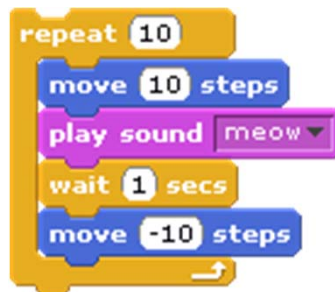 repeat 10
move 10 steps
play sound meow
wait 1 secs
move -10 steps